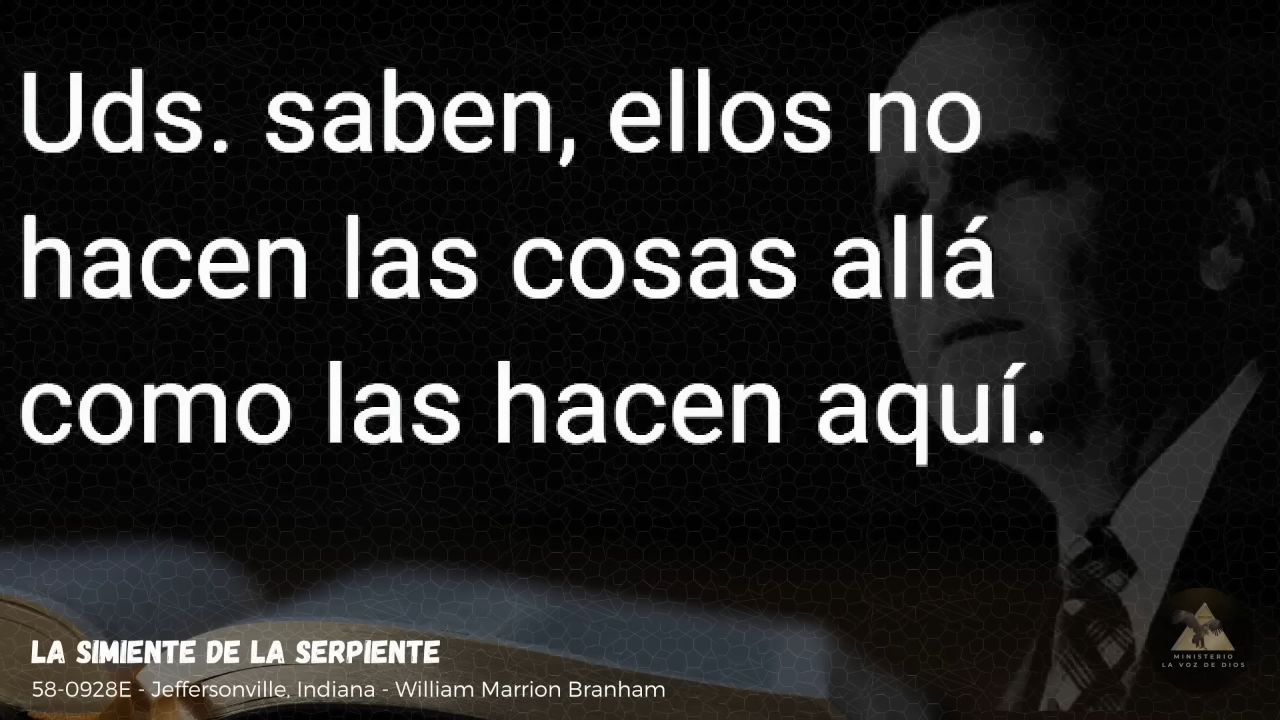 Uds. saben, ellos no
hacen las cosas allá
como las hacen aquí.
LA SIMIENTE DE LA SERPIENTE
58-0928E - Jeffersonville, Indiana - William Marrion Branham
MINISTERIO
LA VOZ DE DIOS